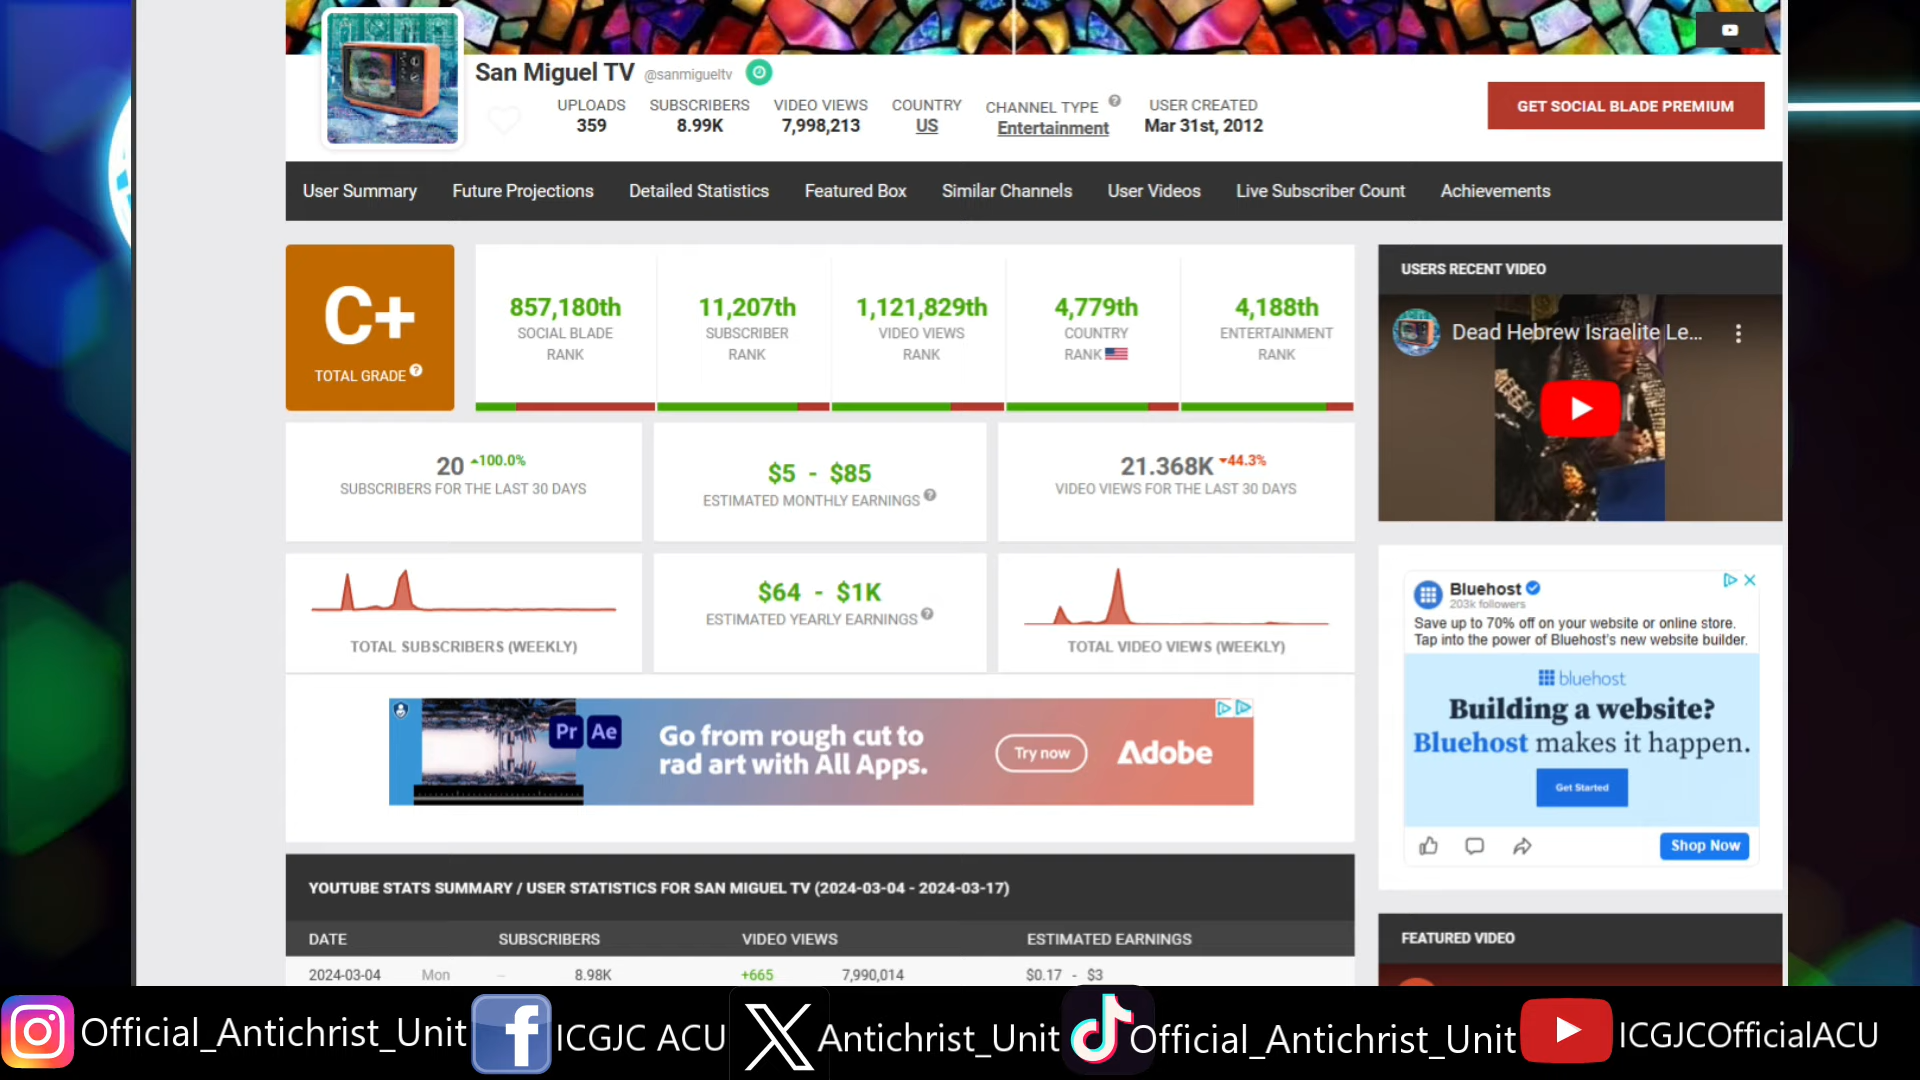 San Miguel TV @sanmigueltv
UPLOADS SUBSCRIBERS VIDEO VIEWS COUNTRY CHANNEL TYPE USER CREATED
359 8.99K 7,998,213 US Entertainment Mar 31st, 2012
GET SOCIAL BLADE PREMIUM
User Summary Future Projections Detailed Statistics Featured Box Similar Channels User Videos Live Subscriber Count Achievements
C+
TOTAL GRADE
857,180th 11,207th 1,121,829th 4,779th 4,188th
SOCIAL BLADE SUBSCRIBER VIDEO VIEWS COUNTRY ENTERTAINMENT
RANK RANK RANK RANK RANK
USERS RECENT VIDEO
Dead Hebrew Israelite Le...
20 100.0%
SUBSCRIBERS FOR THE LAST 30 DAYS
$5 - $85
ESTIMATED MONTHLY EARNINGS
21.368K 44.3%
VIDEO VIEWS FOR THE LAST 30 DAYS
TOTAL SUBSCRIBERS (WEEKLY)
$64 - $1K
ESTIMATED YEARLY EARNINGS
TOTAL VIDEO VIEWS (WEEKLY)
Bluehost
203k followers
Save up to 70% off on your website or online store.
Tap into the power of Bluehost's new website builder.
bluehost
Building a website?
Bluehost makes it happen.
Get Started
Shop Now
Pr Ae
Go from rough cut to
rad art with All Apps.
Try now
Adobe
YOUTUBE STATS SUMMARY / USER STATISTICS FOR SAN MIGUEL TV (2024-03-04 - 2024-03-17)
DATE SUBSCRIBERS VIDEO VIEWS ESTIMATED EARNINGS
2024-03-04 Mon -- 8.98K +665 7,990,014 $0.17 - $3
FEATURED VIDEO
Official_Antichrist_Unit ICGJC ACU Antichrist_Unit Official_Antichrist_Unit ICGJCOfficialACU